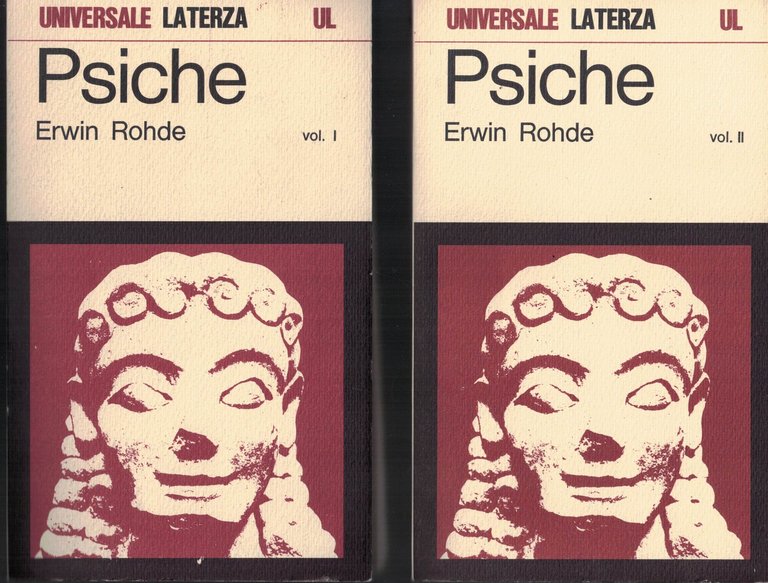 UNIVERSALE LATERZA UL
Psiche
Erwin Rohde vol. I
UNIVERSALE LATERZA UL
Psiche
Erwin Rohde vol. II